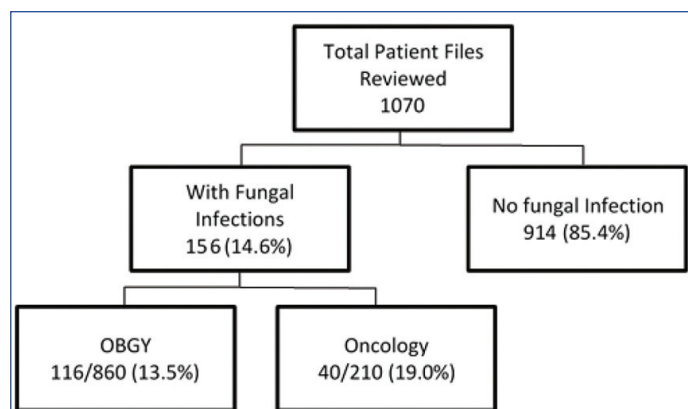 Total Patient Files
Reviewed
1070
With Fungal
Infections
156 (14.6%)
No fungal Infection
914 (85.4%)
OBGY
116/860 (13.5%)
Oncology
40/210 (19.0%)